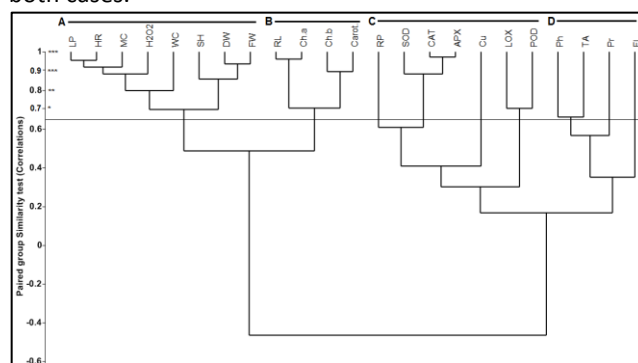 both cases.
A B C D
LP HR MC H2O2 WC SH DW FW RL Ch.a Ch.b Carot RP SOD CAT APX Cu LOX POD Ph TA Pr Fl
1 ***
0.9 ***
0.8 **
0.7 *
0.6
0.4
0.2
0
-0.2
-0.4
-0.6
Paired group Similarity test (Correlations)